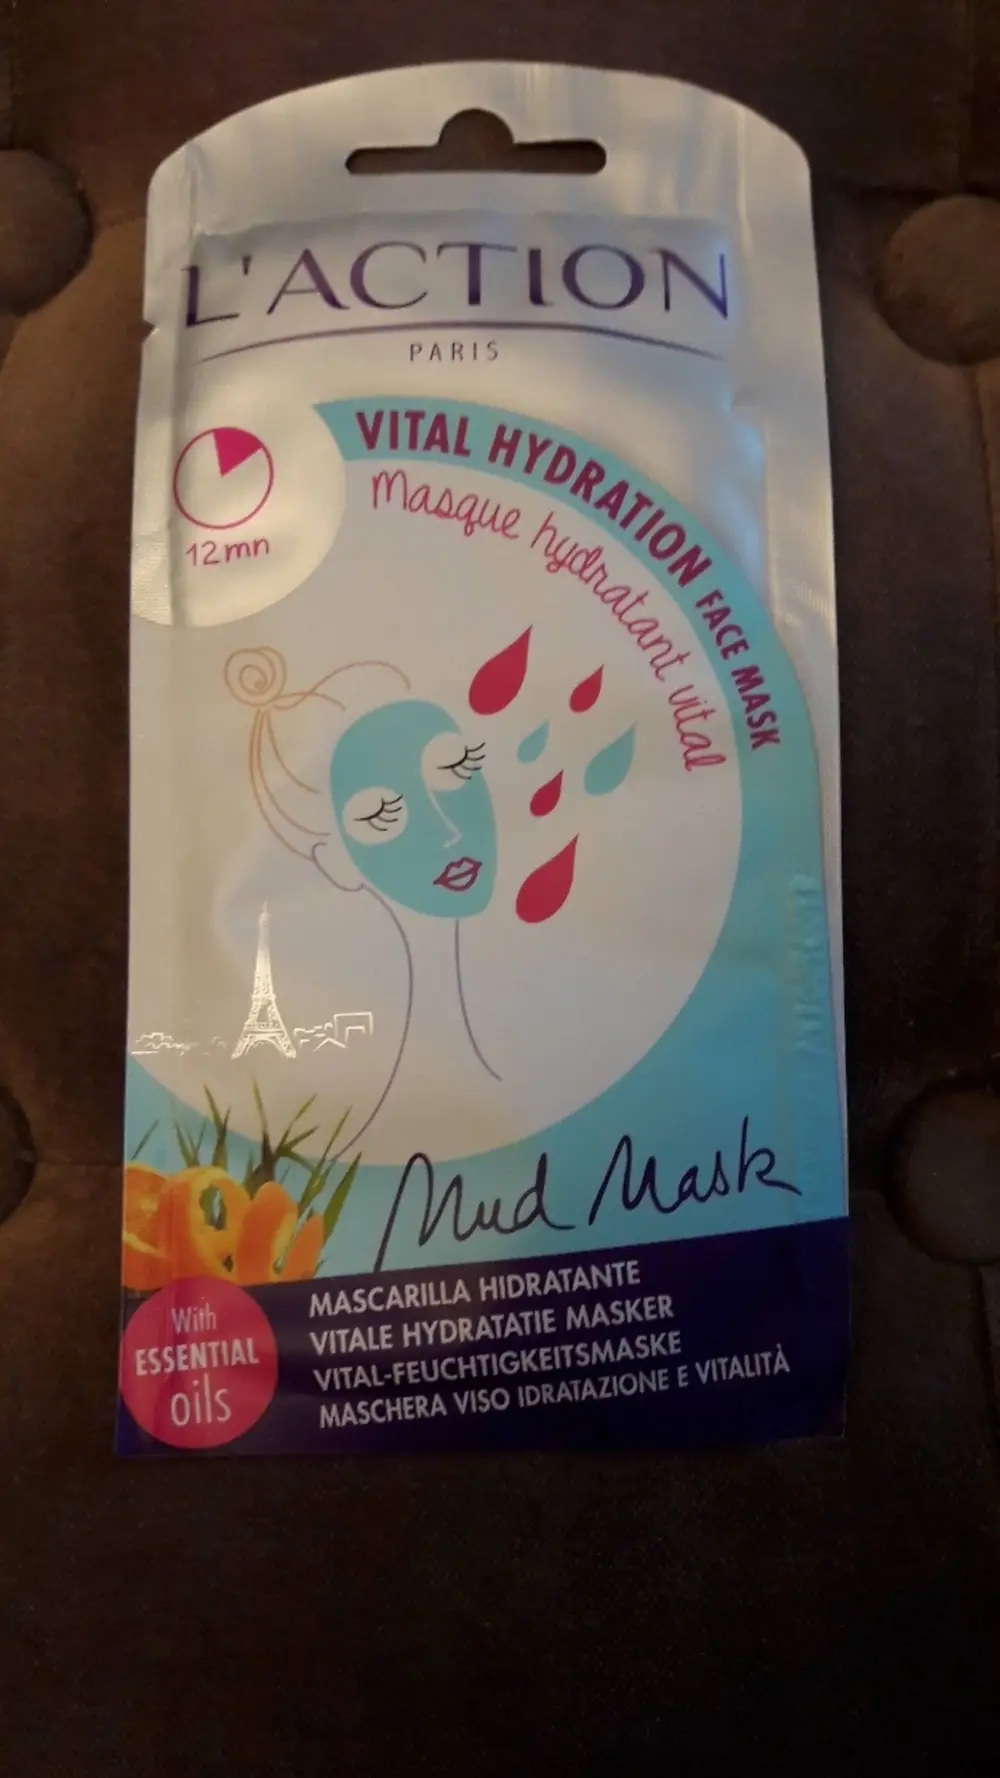 L'ACTION
PARIS
VITAL HYDRATION FACE MASK
Masque hydratant vital
12mn
Mud Mask
With
ESSENTIAL
oils
MASCARILLA HIDRATANTE
VITALE HYDRATATIE MASKER
VITAL-FEUCHTIGKEITSMASKE
MASCHERA VISO IDRATAZIONE E VITALITÀ